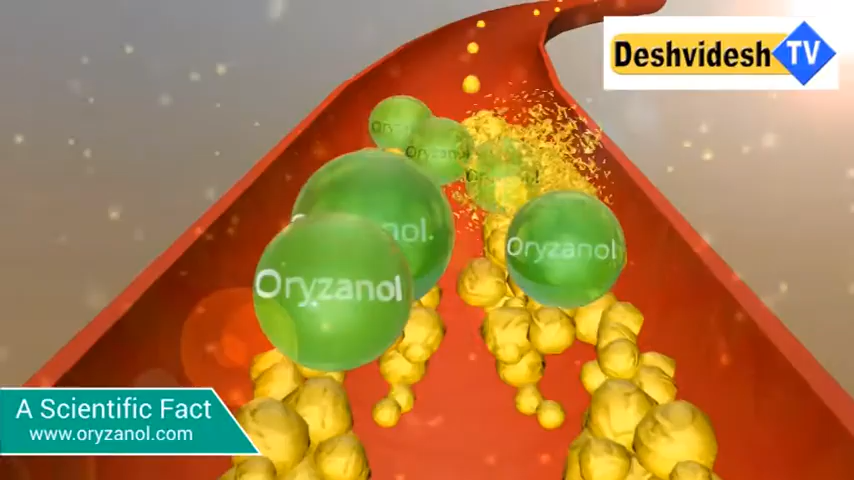 Deshvidesh TV
Oryzanol
Oryzanol
Oryzanol
Oryzanol
A Scientific Fact
www.oryzanol.com